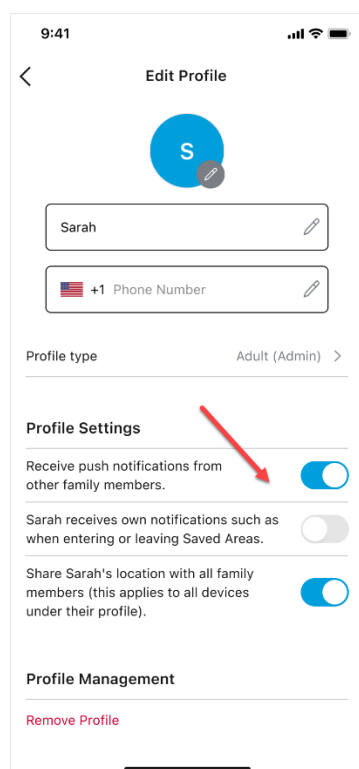 9:41
Edit Profile
S
Sarah
+1 Phone Number
Profile type Adult (Admin)
Profile Settings
Receive push notifications from
other family members.
Sarah receives own notifications such as
when entering or leaving Saved Areas.
Share Sarah's location with all family
members (this applies to all devices
under their profile).
Profile Management
Remove Profile